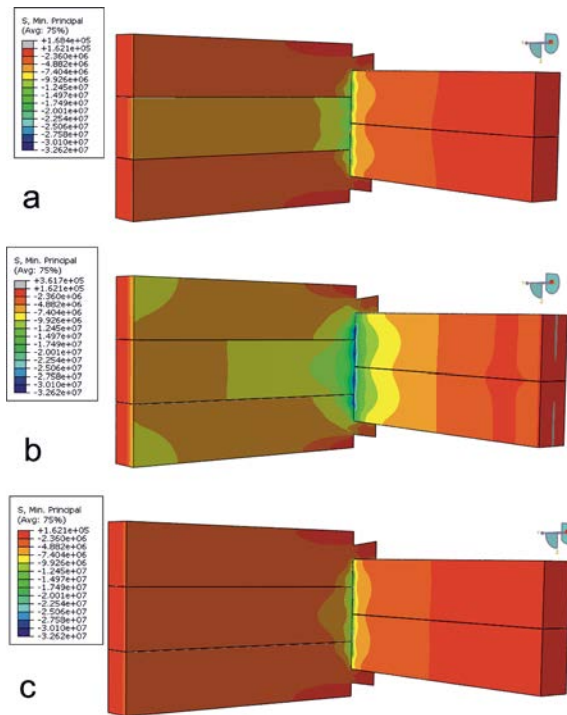 S, Min. Principal
(Avg: 75%)
+1.684e+05
+1.621e+05
-2.360e+06
-4.882e+06
-7.404e+06
-9.926e+06
-1.245e+07
-1.497e+07
-1.749e+07
-2.001e+07
-2.254e+07
-2.506e+07
-2.758e+07
-3.010e+07
-3.262e+07
a
S, Min. Principal
(Avg: 75%)
+3.617e+05
+1.621e+05
-2.360e+06
-4.882e+06
-7.404e+06
-9.926e+06
-1.245e+07
-1.497e+07
-1.749e+07
-2.001e+07
-2.254e+07
-2.506e+07
-2.758e+07
-3.010e+07
-3.262e+07
b
S, Min. Principal
(Avg: 75%)
+1.621e+05
-2.360e+06
-4.882e+06
-7.404e+06
-9.926e+06
-1.245e+07
-1.497e+07
-1.749e+07
-2.001e+07
-2.254e+07
-2.506e+07
-2.758e+07
-3.010e+07
-3.262e+07
c